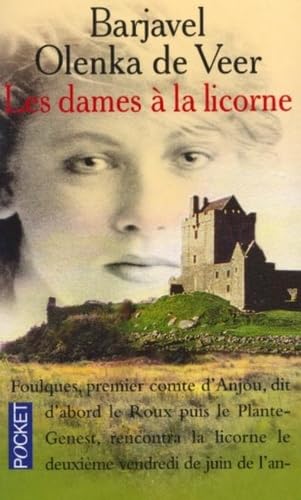 Barjavel
Olenka de Veer
Les dames à la licorne
Foulques, premier comte d'Anjou, dit
d'abord le Roux puis le Plante-
Genest, rencontra la licorne le
deuxième vendredi de juin de l'an-
POCKET